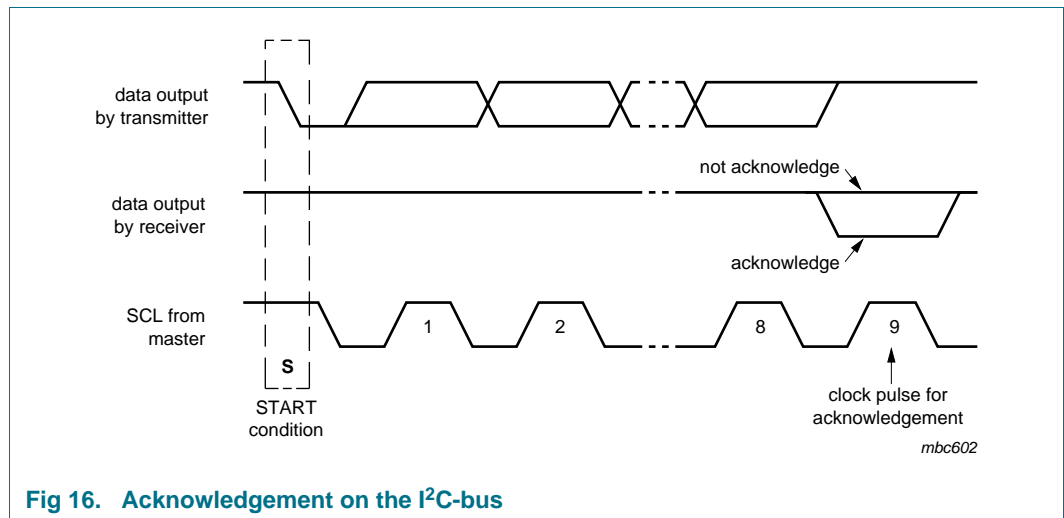 data output
by transmitter
not acknowledge
data output
by receiver
acknowledge
SCL from
master
1
2
8
9
S
START
condition
clock pulse for
acknowledgement
mbc602
Fig 16. Acknowledgement on the I²C-bus